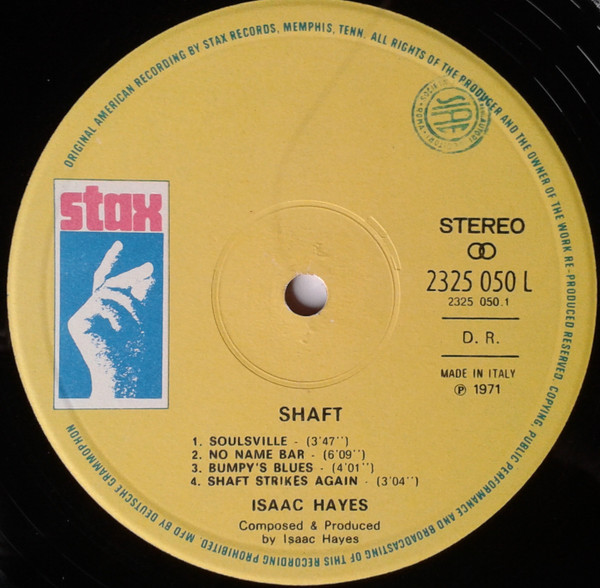 ORIGINAL AMERICAN RECORDING BY STAX RECORDS, MEMPHIS, TENN. ALL RIGHTS OF THE PRODUCER AND THE OWNER OF THE WORK RE-PRODUCED RESERVED. COPYING, PUBLIC PERFORMANCE AND BROADCASTING OF THIS RECORDING PROHIBITED. MFD BY DEUTSCHE GRAMMOPHON
SIAE
stax
STEREO
2325 050 L
2325 050.1
D. R.
MADE IN ITALY
℗ 1971
SHAFT
1. SOULSVILLE - (3'47'')
2. NO NAME BAR - (6'09'')
3. BUMPY'S BLUES - (4'01'')
4. SHAFT STRIKES AGAIN - (3'04'')
ISAAC HAYES
Composed & Produced
by Isaac Hayes